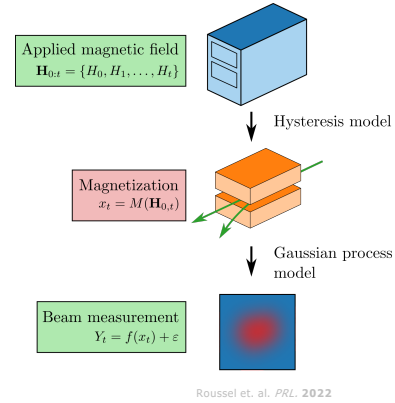 Applied magnetic field
H₀:ₜ = {H₀, H₁, . . . , Hₜ}
Hysteresis model
Magnetization
xₜ = M(H₀,ₜ)
Gaussian process
model
Beam measurement
Yₜ = f(xₜ) + ε
Roussel et. al. PRL. 2022